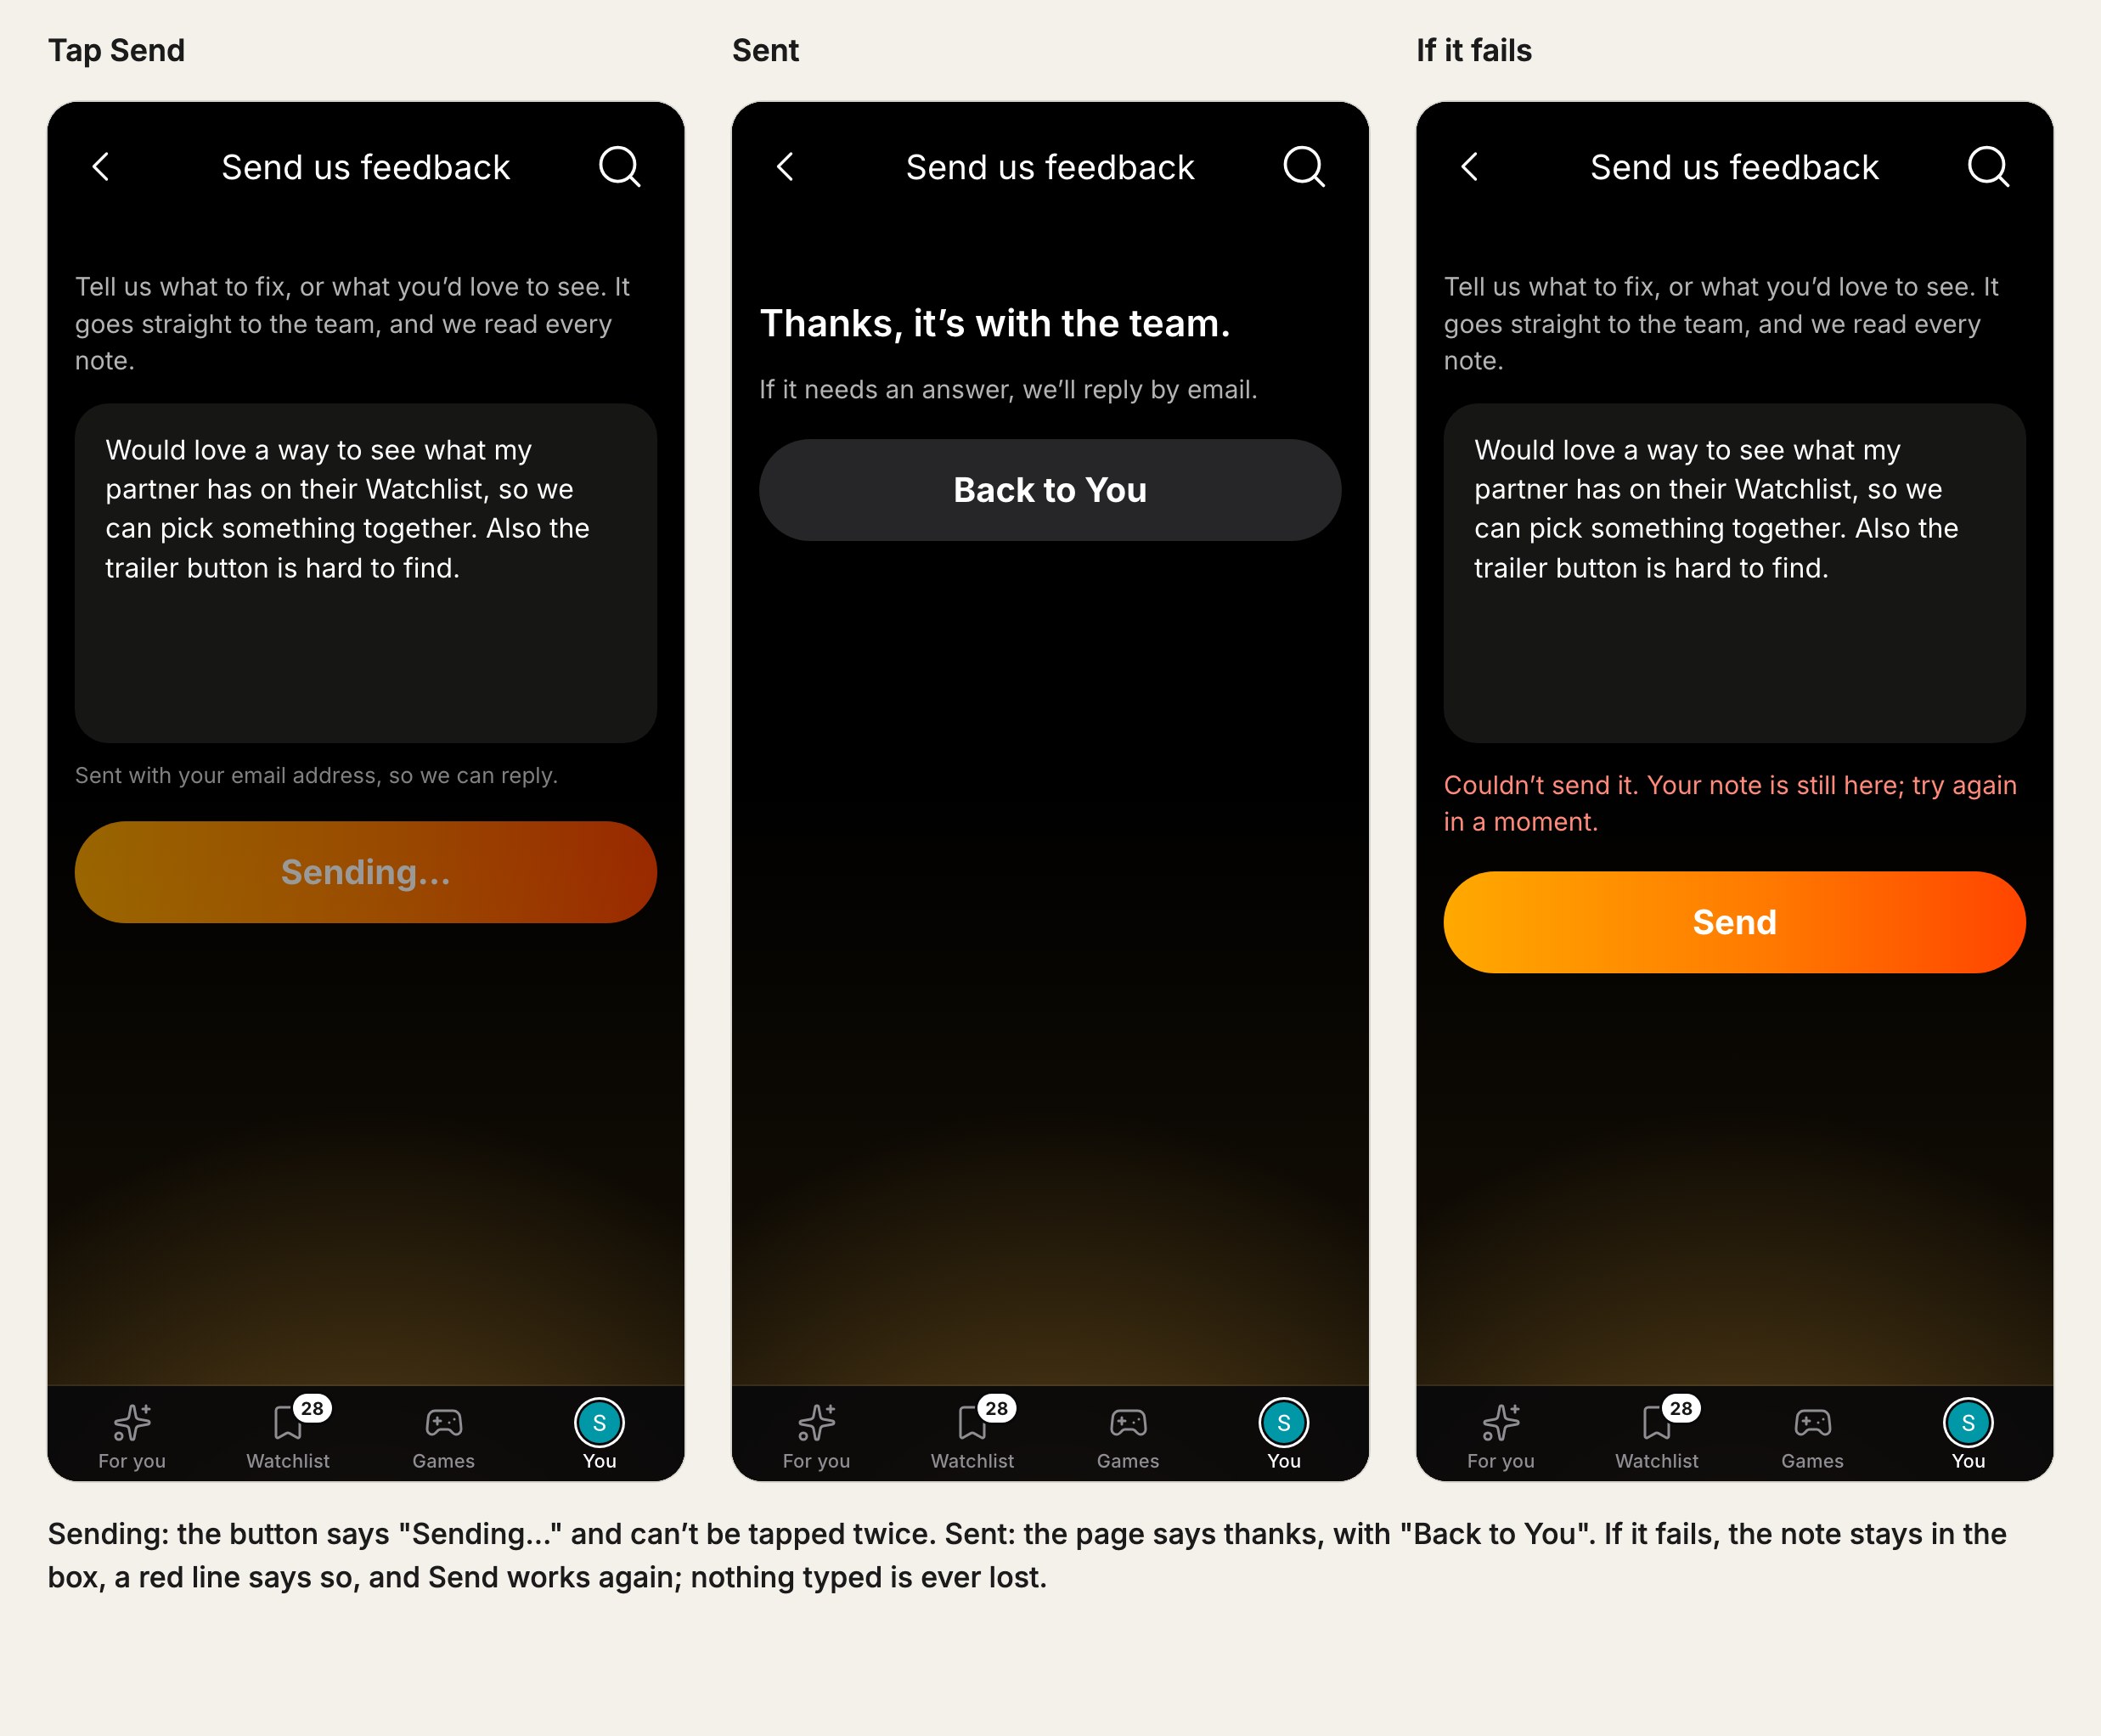 Tap Send
Send us feedback
Tell us what to fix, or what you’d love to see. It
goes straight to the team, and we read every
note.
Would love a way to see what my
partner has on their Watchlist, so we
can pick something together. Also the
trailer button is hard to find.
Sent with your email address, so we can reply.
Sending...
For you
28
Watchlist
Games
S
You
Sent
Send us feedback
Thanks, it’s with the team.
If it needs an answer, we’ll reply by email.
Back to You
For you
28
Watchlist
Games
S
You
If it fails
Send us feedback
Tell us what to fix, or what you’d love to see. It
goes straight to the team, and we read every
note.
Would love a way to see what my
partner has on their Watchlist, so we
can pick something together. Also the
trailer button is hard to find.
Couldn’t send it. Your note is still here; try again
in a moment.
Send
For you
28
Watchlist
Games
S
You
Sending: the button says "Sending..." and can’t be tapped twice. Sent: the page says thanks, with "Back to You". If it fails, the note stays in the
box, a red line says so, and Send works again; nothing typed is ever lost.